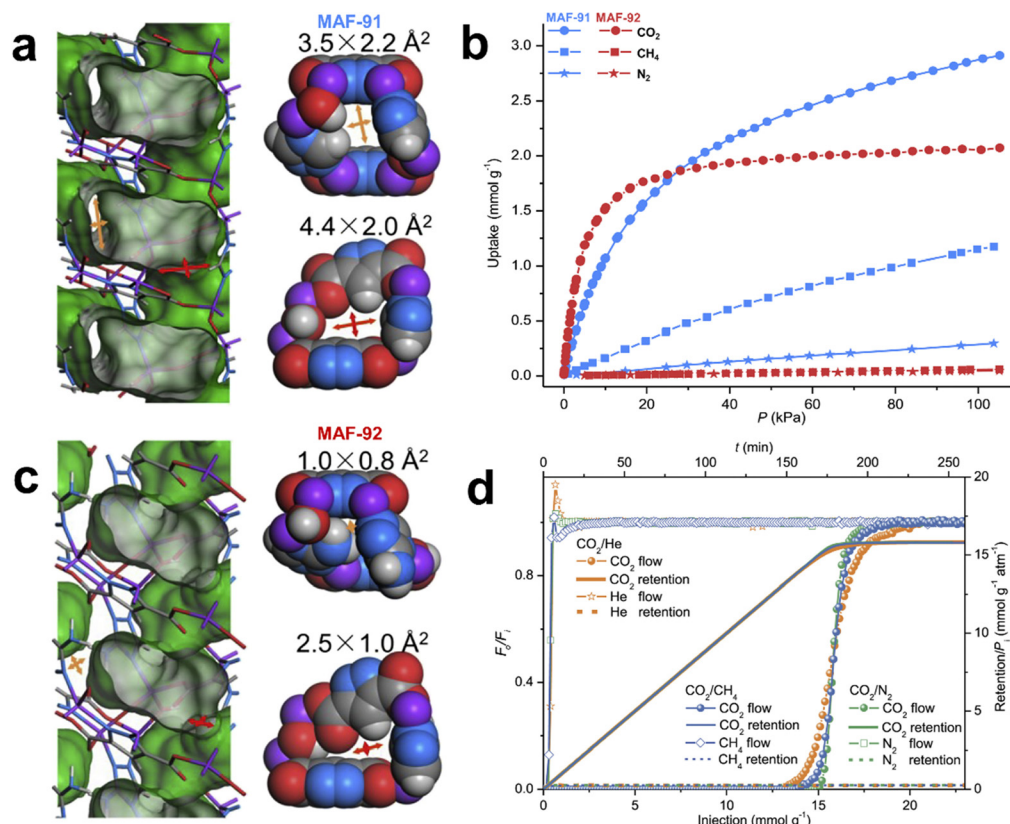 a
MAF-91
3.5×2.2 Å²
4.4×2.0 Å²
b
MAF-91 MAF-92
CO₂
CH₄
N₂
3.0
2.5
2.0
1.5
1.0
0.5
0.0
Uptake (mmol g⁻¹)
0 20 40 60 80 100
P (kPa)
c
MAF-92
1.0×0.8 Å²
2.5×1.0 Å²
d
t (min)
0 50 100 150 200 250
F₀/Fᵢ
0.8
0.4
0.0
CO₂/He
CO₂ flow
CO₂ retention
He flow
He retention
CO₂/CH₄
CO₂ flow
CO₂ retention
CH₄ flow
CH₄ retention
CO₂/N₂
CO₂ flow
CO₂ retention
N₂ flow
N₂ retention
20
15
10
5
0
Retention/Pᵢ (mmol g⁻¹ atm⁻¹)
0 5 10 15 20
Injection (mmol g⁻¹)